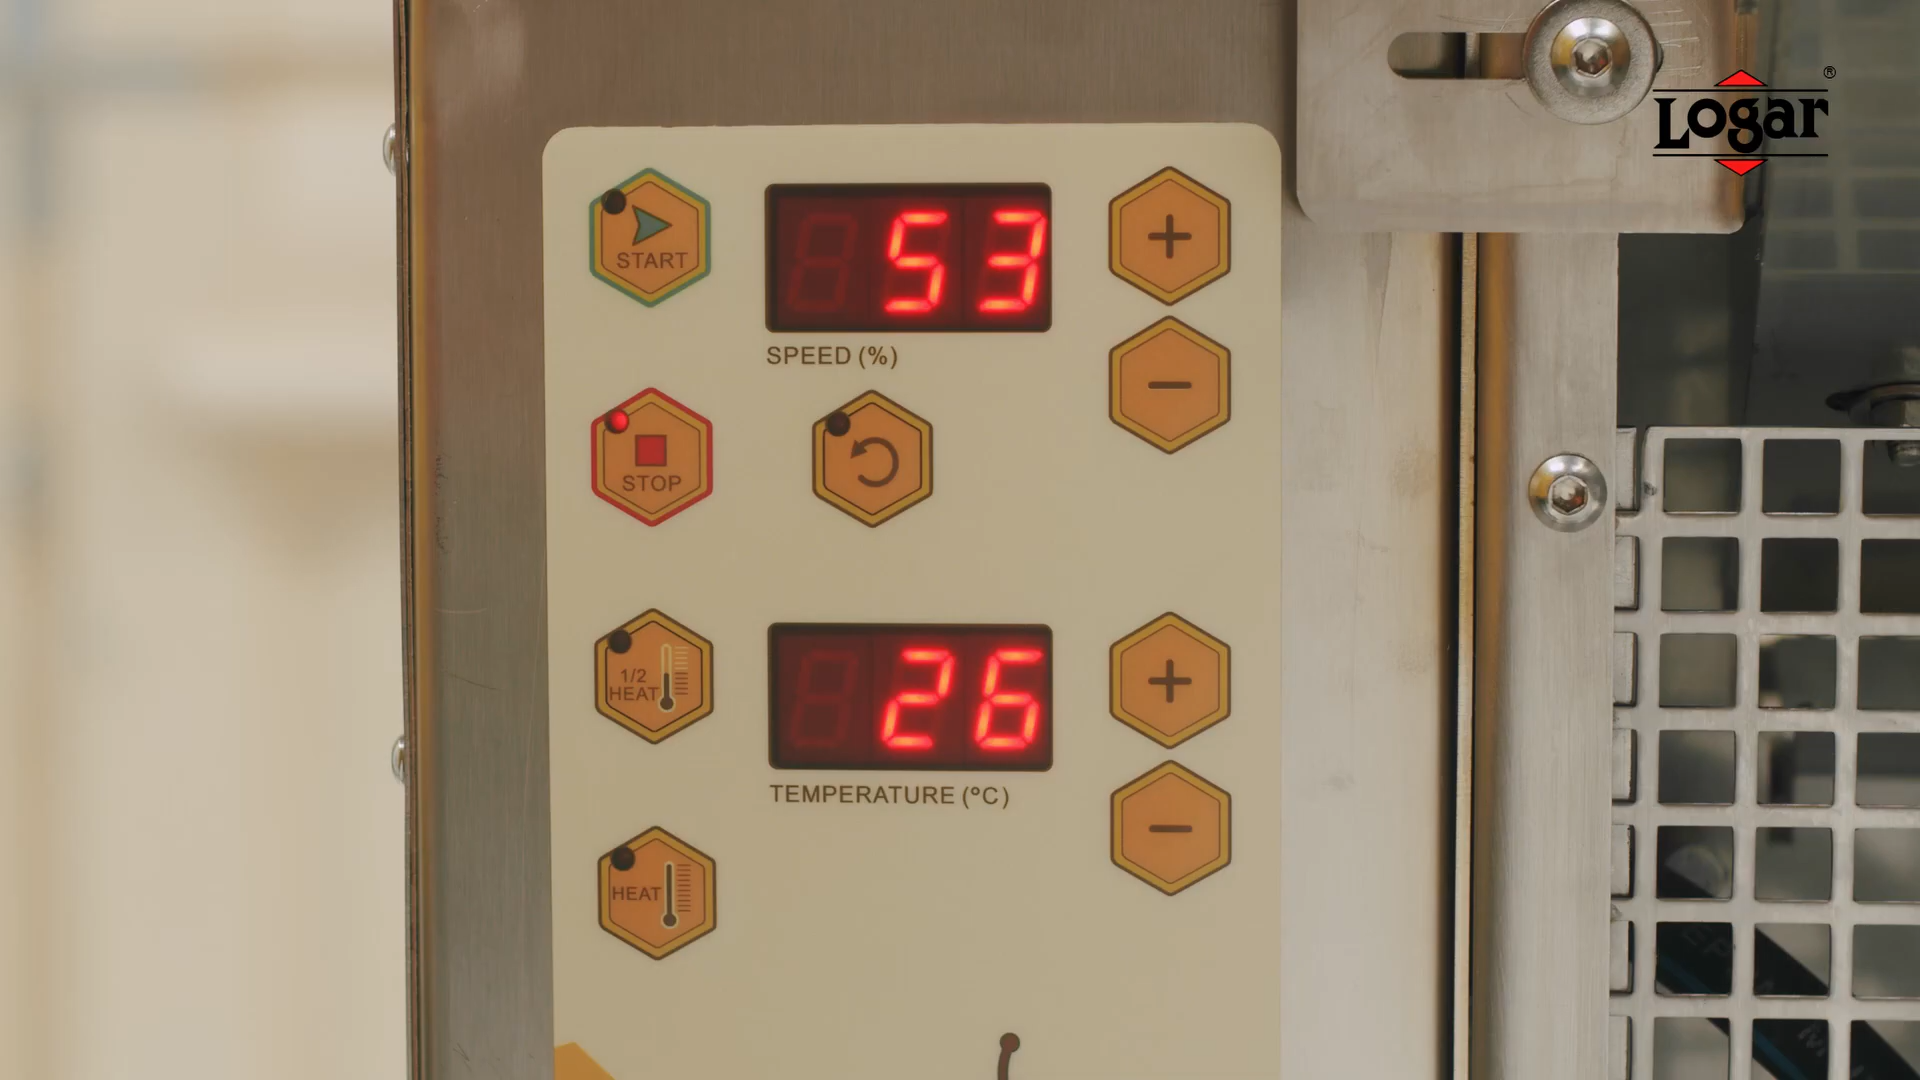 Logar®
START
53
SPEED (%)
+
−
STOP
1/2
HEAT
26
TEMPERATURE (°C)
+
−
HEAT